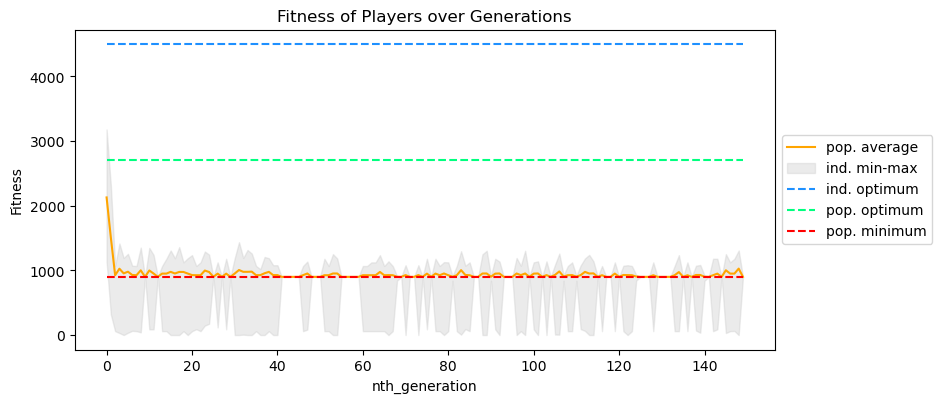 Fitness of Players over Generations
Fitness
4000
3000
2000
1000
0
0 20 40 60 80 100 120 140
nth_generation
pop. average
ind. min-max
ind. optimum
pop. optimum
pop. minimum